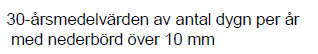 30-årsmedelvärden av antal dygn per år
med nederbörd över 10 mm